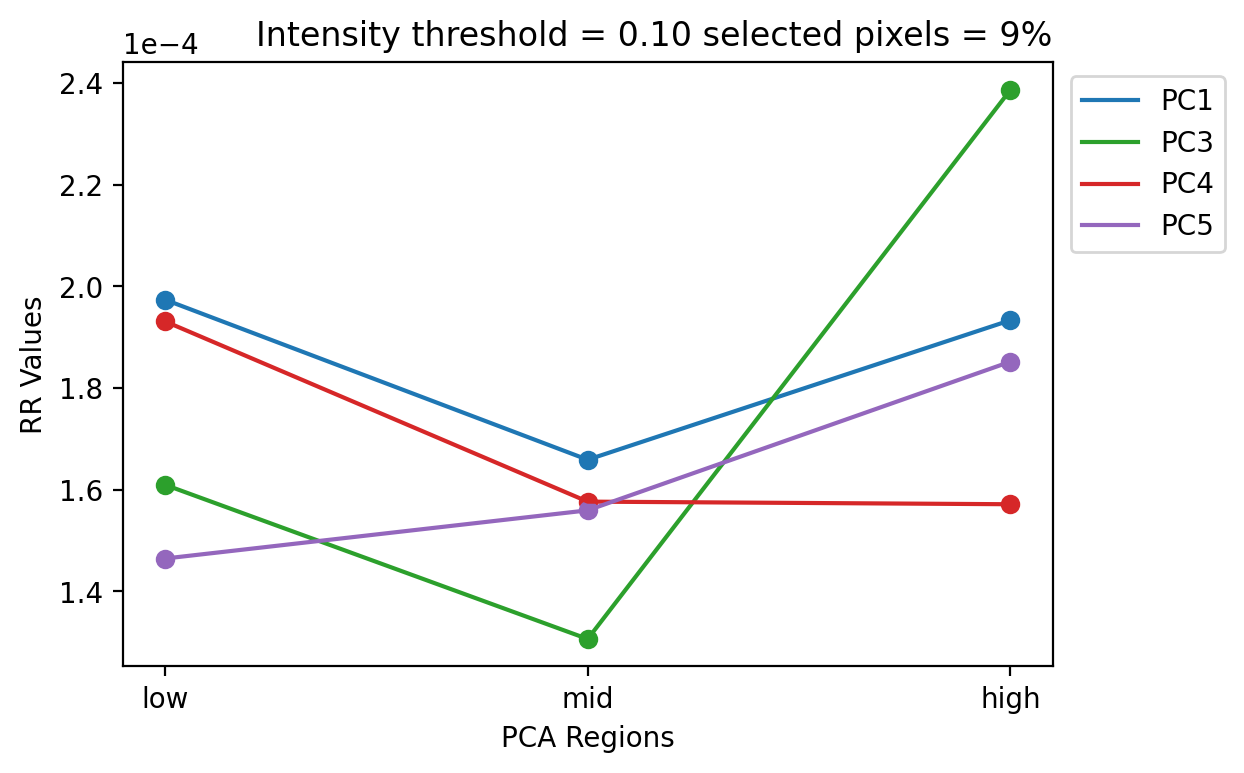 Intensity threshold = 0.10 selected pixels = 9%
1e−4
2.4
2.2
2.0
1.8
1.6
1.4
RR Values
low
mid
high
PCA Regions
PC1
PC3
PC4
PC5